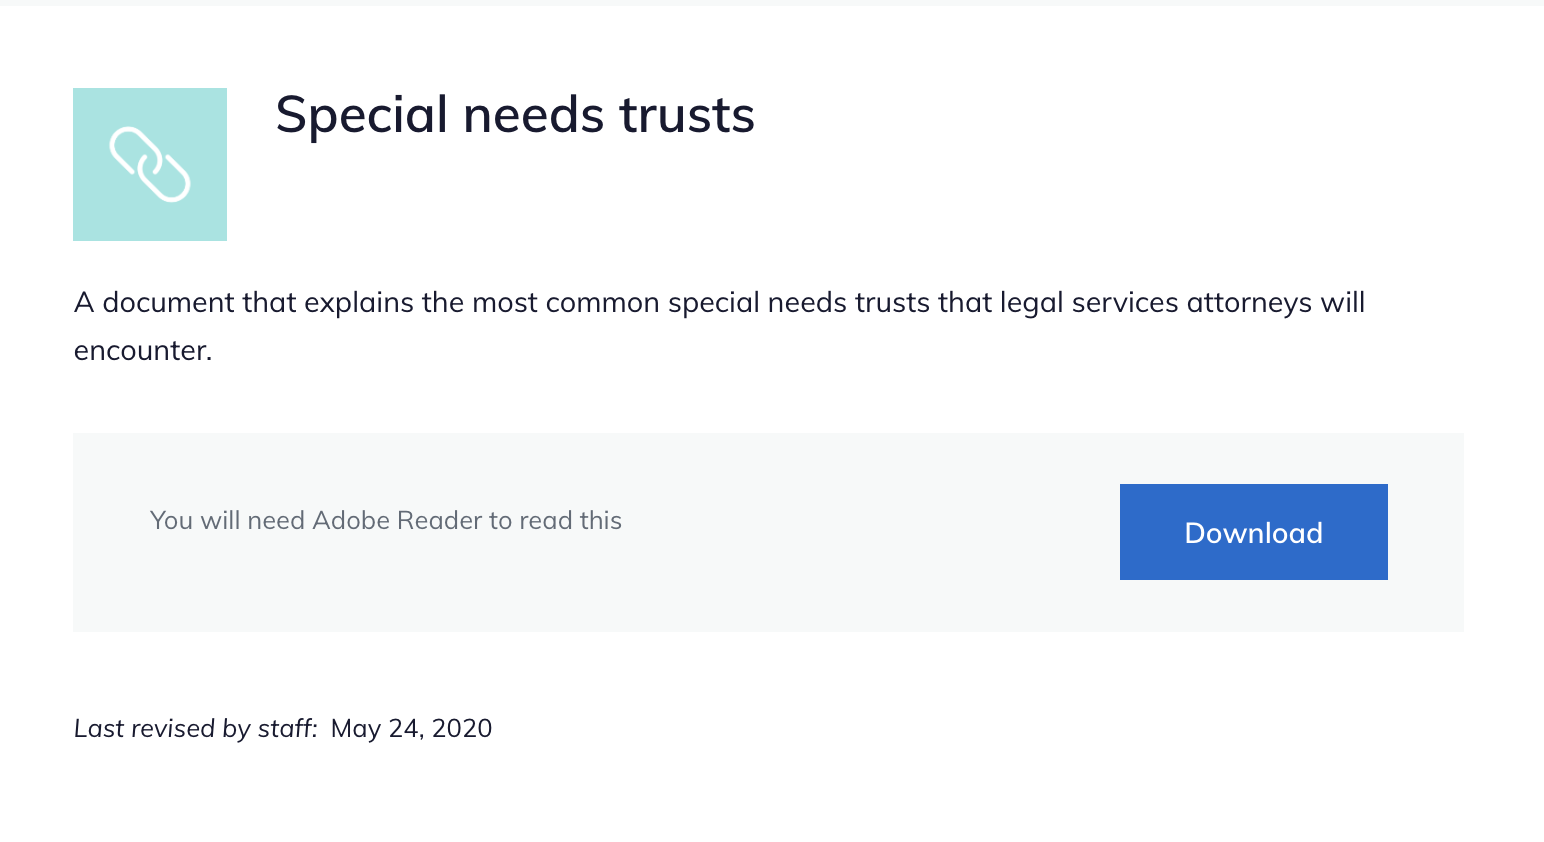 Special needs trusts
A document that explains the most common special needs trusts that legal services attorneys will
encounter.
You will need Adobe Reader to read this
Download
Last revised by staff: May 24, 2020